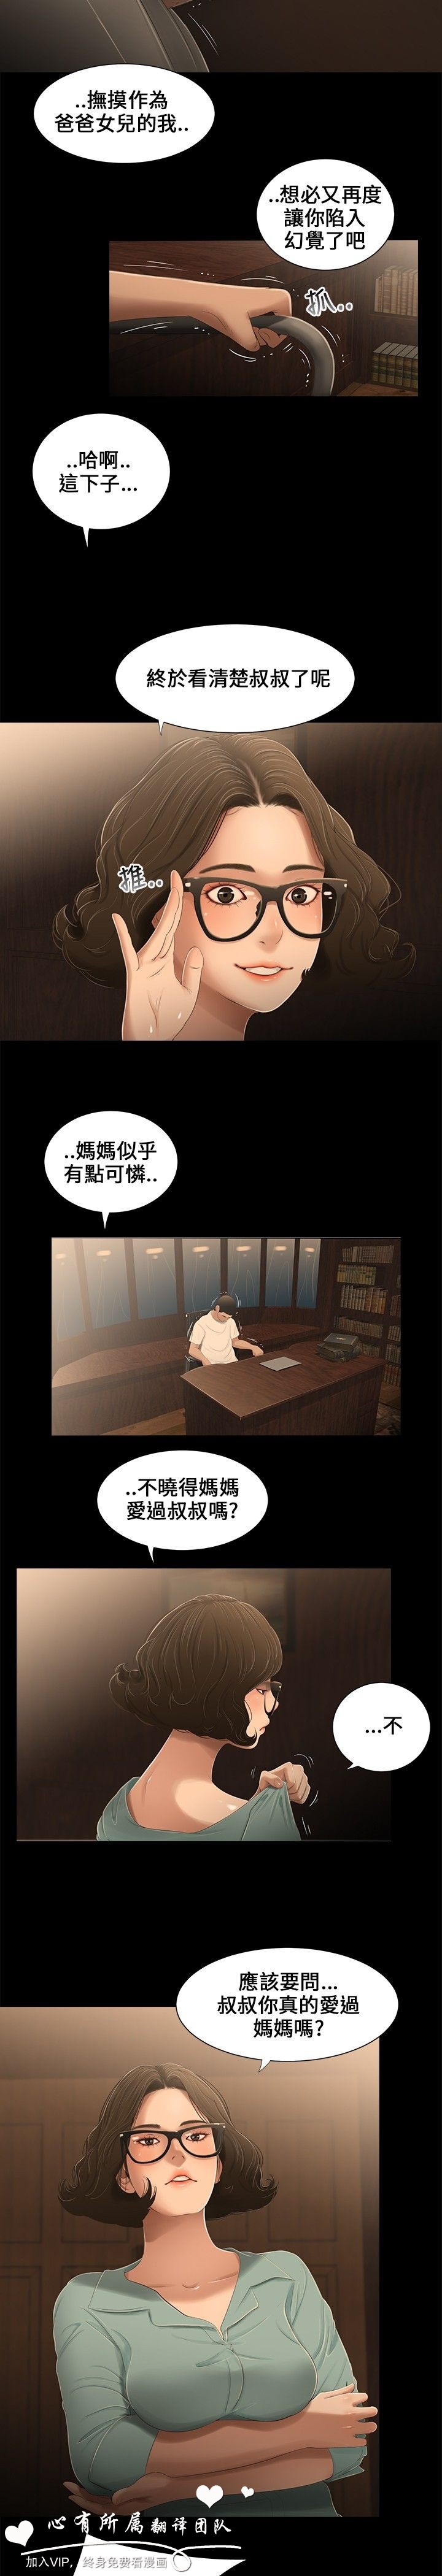 ..撫摸作為
爸爸女兒的我..
..想必又再度
讓你陷入
幻覺了吧
抓..
..哈啊..
這下子...
終於看清楚叔叔了呢
推..
..媽媽似乎
有點可憐..
..不曉得媽媽
愛過叔叔嗎?
...不
應該要問...
叔叔你真的愛過
媽媽嗎?
心有所属翻译团队
加入VIP，终身免费看漫画